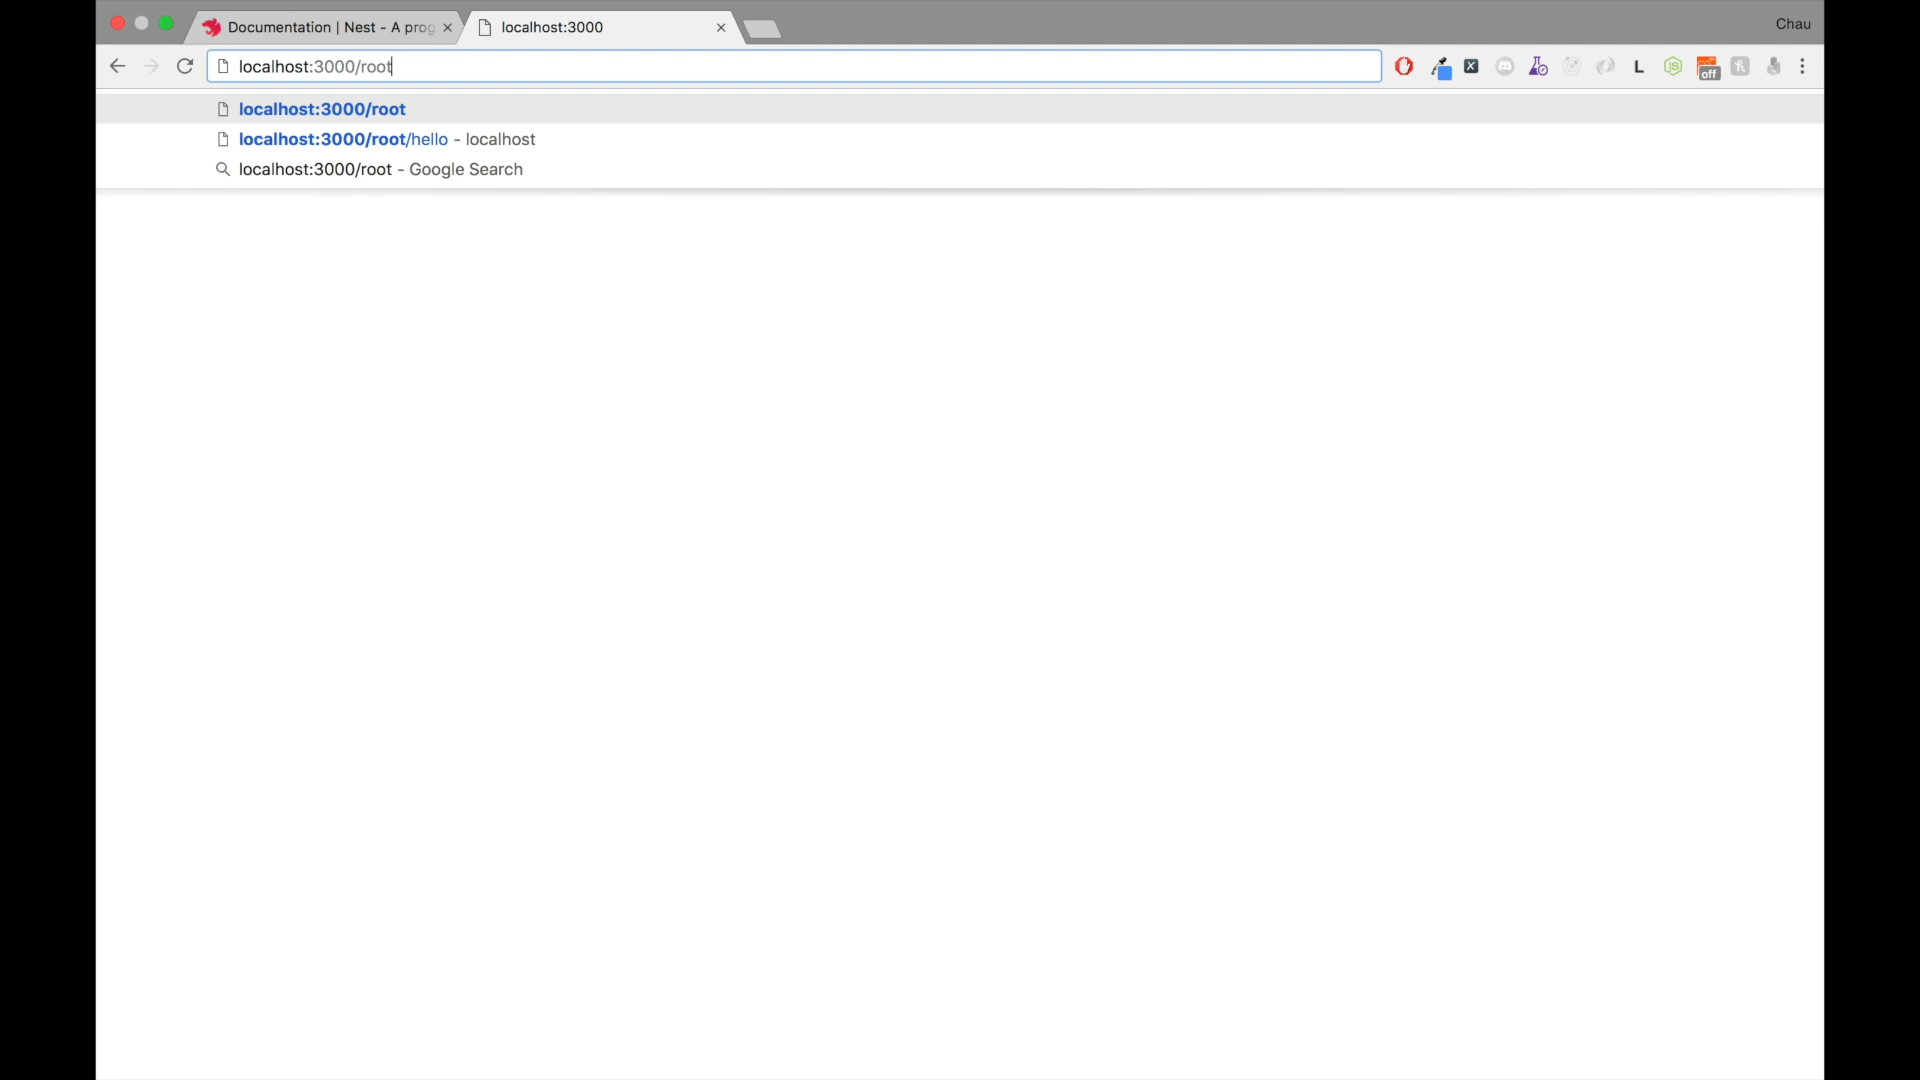 Documentation | Nest - A prog
localhost:3000
Chau
localhost:3000/root
L
off
localhost:3000/root
localhost:3000/root/hello - localhost
localhost:3000/root - Google Search